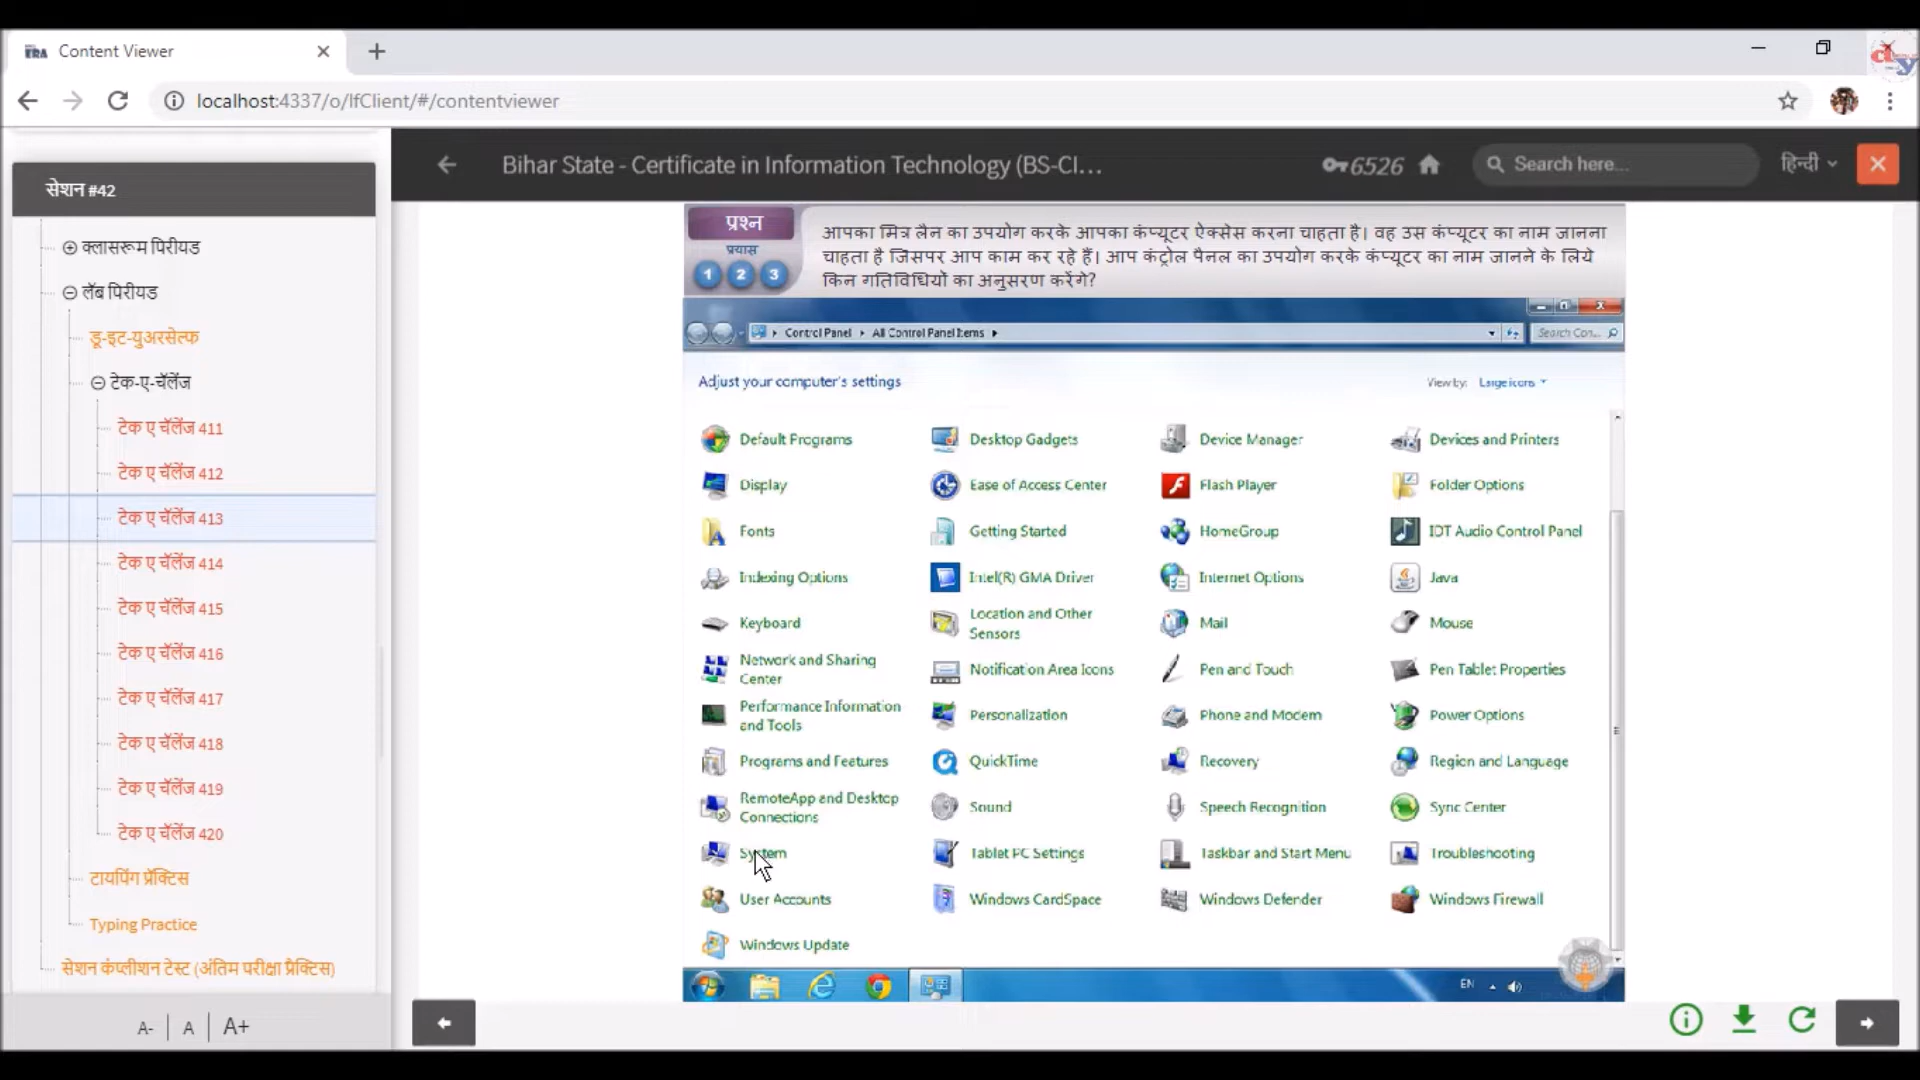 ERA Content Viewer
localhost:4337/o/lfClient/#/contentviewer
Bihar State - Certificate in Information Technology (BS-CI...
6526
Search here...
हिन्दी
सेशन #42
क्लासरूम पिरीयड
लॅब पिरीयड
डू-इट-युअरसेल्फ
टेक-ए-चॅलेंज
टेक ए चॅलेंज 411
टेक ए चॅलेंज 412
टेक ए चॅलेंज 413
टेक ए चॅलेंज 414
टेक ए चॅलेंज 415
टेक ए चॅलेंज 416
टेक ए चॅलेंज 417
टेक ए चॅलेंज 418
टेक ए चॅलेंज 419
टेक ए चॅलेंज 420
टायपिंग प्रॅक्टिस
Typing Practice
सेशन कंप्लीशन टेस्ट (अंतिम परीक्षा प्रैक्टिस)
A- A A+
प्रश्न
प्रयास
1 2 3
आपका मित्र लैन का उपयोग करके आपका कंप्यूटर ऐक्सेस करना चाहता है। वह उस कंप्यूटर का नाम जानना
चाहता है जिसपर आप काम कर रहे हैं। आप कंट्रोल पैनल का उपयोग करके कंप्यूटर का नाम जानने के लिये
किन गतिविधियों का अनुसरण करेंगे?
Control Panel All Control Panel Items
Search Con...
Adjust your computer's settings
View by: Large icons
Default Programs Desktop Gadgets Device Manager Devices and Printers
Display Ease of Access Center Flash Player Folder Options
Fonts Getting Started HomeGroup IDT Audio Control Panel
Indexing Options Intel(R) GMA Driver Internet Options Java
Keyboard Location and Other Sensors Mail Mouse
Network and Sharing Center Notification Area Icons Pen and Touch Pen Tablet Properties
Performance Information and Tools Personalization Phone and Modem Power Options
Programs and Features QuickTime Recovery Region and Language
RemoteApp and Desktop Connections Sound Speech Recognition Sync Center
System Tablet PC Settings Taskbar and Start Menu Troubleshooting
User Accounts Windows CardSpace Windows Defender Windows Firewall
Windows Update
EN